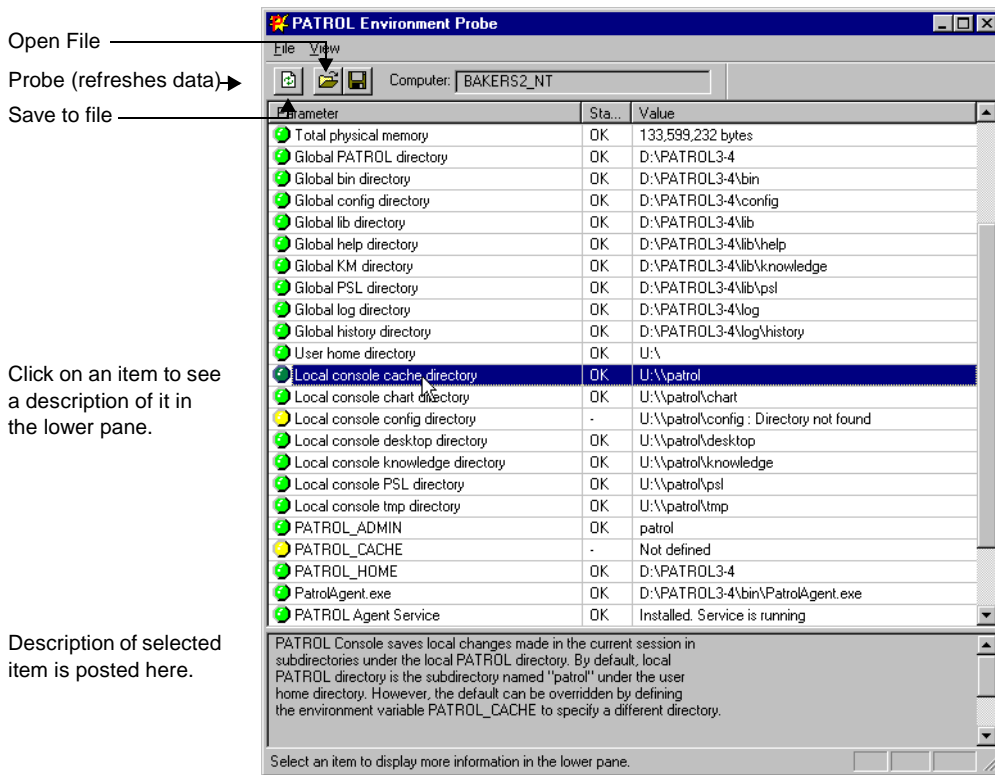 Open File
Probe (refreshes data)
Save to file
Click on an item to see
a description of it in
the lower pane.
Description of selected
item is posted here.
PATROL Environment Probe
File View
Computer: BAKERS2_NT
Parameter Sta... Value
Total physical memory OK 133,599,232 bytes
Global PATROL directory OK D:\PATROL3-4
Global bin directory OK D:\PATROL3-4\bin
Global config directory OK D:\PATROL3-4\config
Global lib directory OK D:\PATROL3-4\lib
Global help directory OK D:\PATROL3-4\lib\help
Global KM directory OK D:\PATROL3-4\lib\knowledge
Global PSL directory OK D:\PATROL3-4\lib\psl
Global log directory OK D:\PATROL3-4\log
Global history directory OK D:\PATROL3-4\log\history
User home directory OK U:\
Local console cache directory OK U:\\patrol
Local console chart directory OK U:\\patrol\chart
Local console config directory - U:\\patrol\config : Directory not found
Local console desktop directory OK U:\\patrol\desktop
Local console knowledge directory OK U:\\patrol\knowledge
Local console PSL directory OK U:\\patrol\psl
Local console tmp directory OK U:\\patrol\tmp
PATROL_ADMIN OK patrol
PATROL_CACHE - Not defined
PATROL_HOME OK D:\PATROL3-4
PatrolAgent.exe OK D:\PATROL3-4\bin\PatrolAgent.exe
PATROL Agent Service OK Installed. Service is running
PATROL Console saves local changes made in the current session in
subdirectories under the local PATROL directory. By default, local
PATROL directory is the subdirectory named "patrol" under the user
home directory. However, the default can be overridden by defining
the environment variable PATROL_CACHE to specify a different directory.
Select an item to display more information in the lower pane.